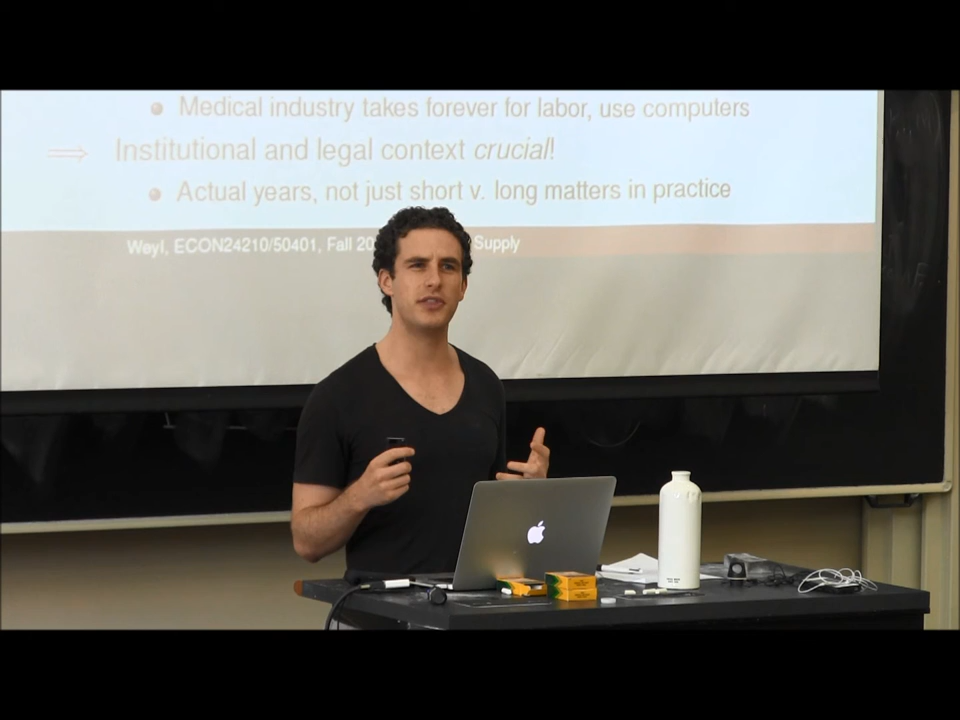 Medical industry takes forever for labor, use computers
Institutional and legal context crucial!
Actual years, not just short v. long matters in practice
Weyl, ECON24210/50401, Fall 20 Supply